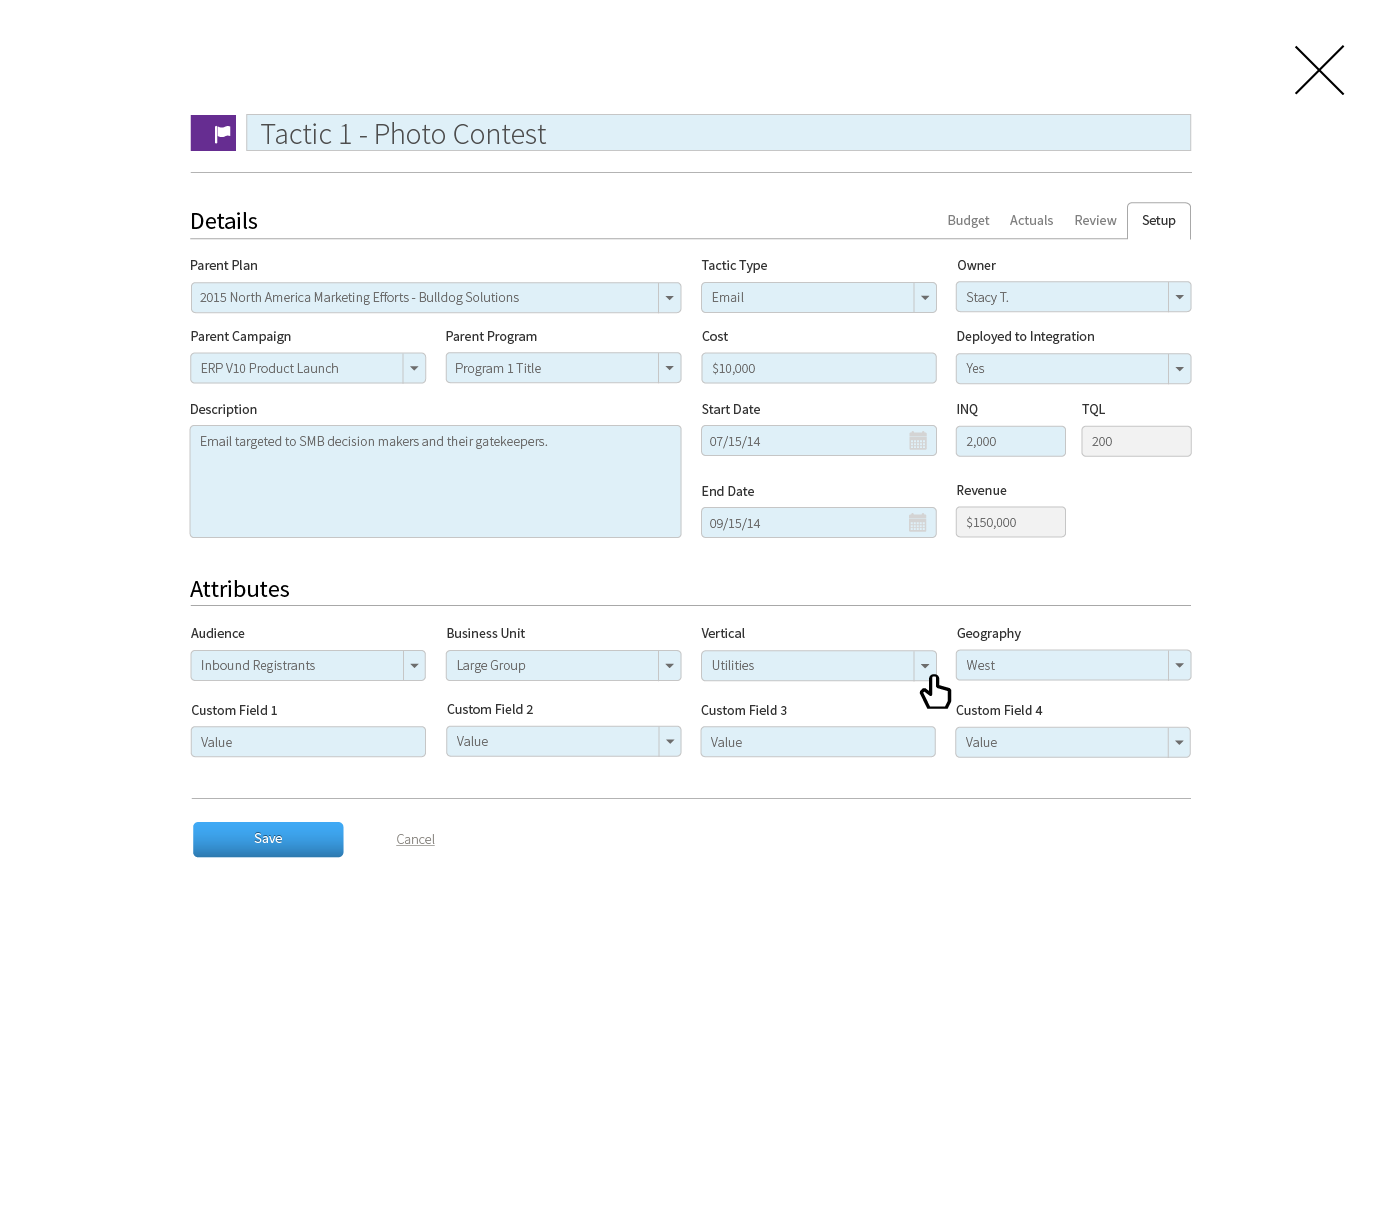 Tactic 1 - Photo Contest
Details
Budget Actuals Review Setup
Parent Plan Tactic Type Owner
2015 North America Marketing Efforts - Bulldog Solutions Email Stacy T.
Parent Campaign Parent Program Cost Deployed to Integration
ERP V10 Product Launch Program 1 Title $10,000 Yes
Description Start Date INQ TQL
Email targeted to SMB decision makers and their gatekeepers. 07/15/14 2,000 200
End Date Revenue
09/15/14 $150,000
Attributes
Audience Business Unit Vertical Geography
Inbound Registrants Large Group Utilities West
Custom Field 1 Custom Field 2 Custom Field 3 Custom Field 4
Value Value Value Value
Save Cancel